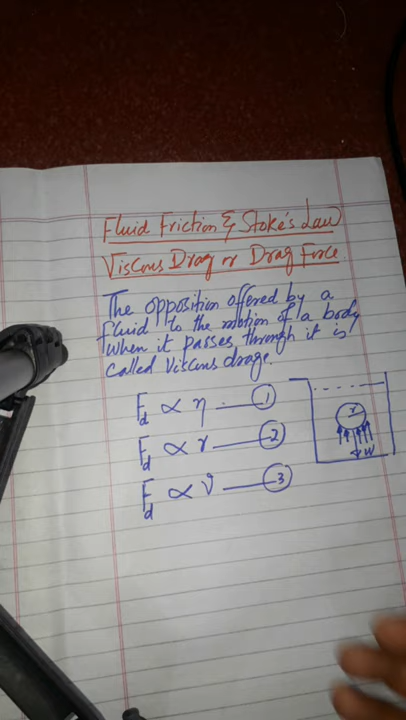 Fluid Friction & Stoke's Law
Viscous Drag or Drag Force
The opposition offered by a
fluid to the motion of a body
when it passes through it is
called Viscous drage.
Fd ∝ η — ①
Fd ∝ r — ②
Fd ∝ v — ③
r
W